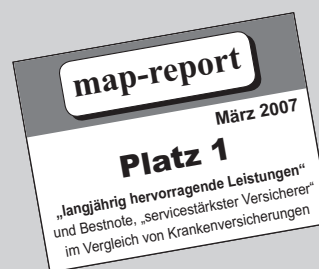 map-report
März 2007
Platz 1
„langjährig hervorragende Leistungen“
und Bestnote, „servicestärkster Versicherer“
im Vergleich von Krankenversicherungen